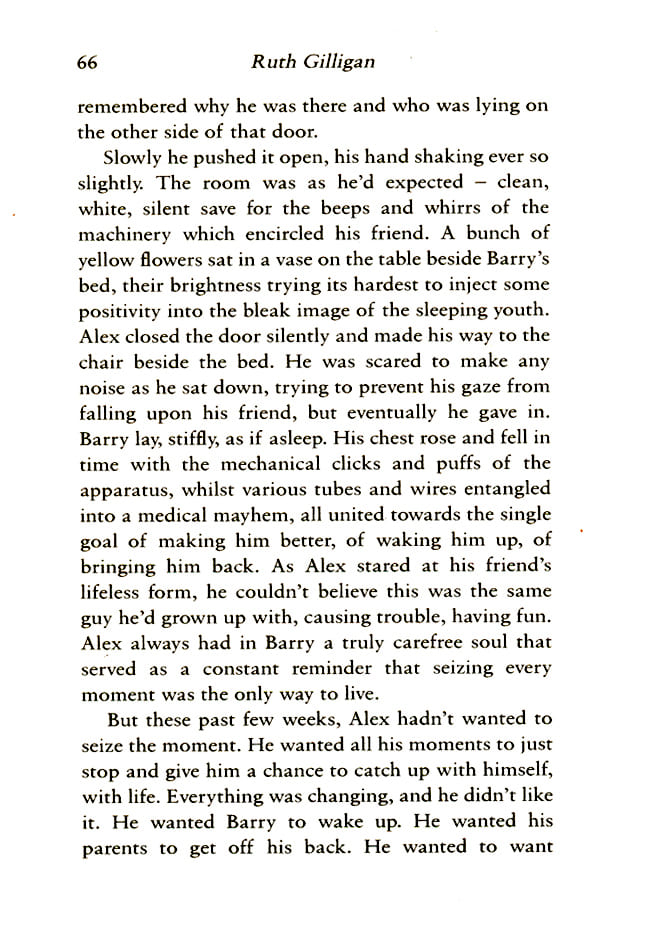 66 Ruth Gilligan
remembered why he was there and who was lying on
the other side of that door.
Slowly he pushed it open, his hand shaking ever so
slightly. The room was as he'd expected – clean,
white, silent save for the beeps and whirrs of the
machinery which encircled his friend. A bunch of
yellow flowers sat in a vase on the table beside Barry's
bed, their brightness trying its hardest to inject some
positivity into the bleak image of the sleeping youth.
Alex closed the door silently and made his way to the
chair beside the bed. He was scared to make any
noise as he sat down, trying to prevent his gaze from
falling upon his friend, but eventually he gave in.
Barry lay, stiffly, as if asleep. His chest rose and fell in
time with the mechanical clicks and puffs of the
apparatus, whilst various tubes and wires entangled
into a medical mayhem, all united towards the single
goal of making him better, of waking him up, of
bringing him back. As Alex stared at his friend's
lifeless form, he couldn't believe this was the same
guy he'd grown up with, causing trouble, having fun.
Alex always had in Barry a truly carefree soul that
served as a constant reminder that seizing every
moment was the only way to live.
But these past few weeks, Alex hadn't wanted to
seize the moment. He wanted all his moments to just
stop and give him a chance to catch up with himself,
with life. Everything was changing, and he didn't like
it. He wanted Barry to wake up. He wanted his
parents to get off his back. He wanted to want